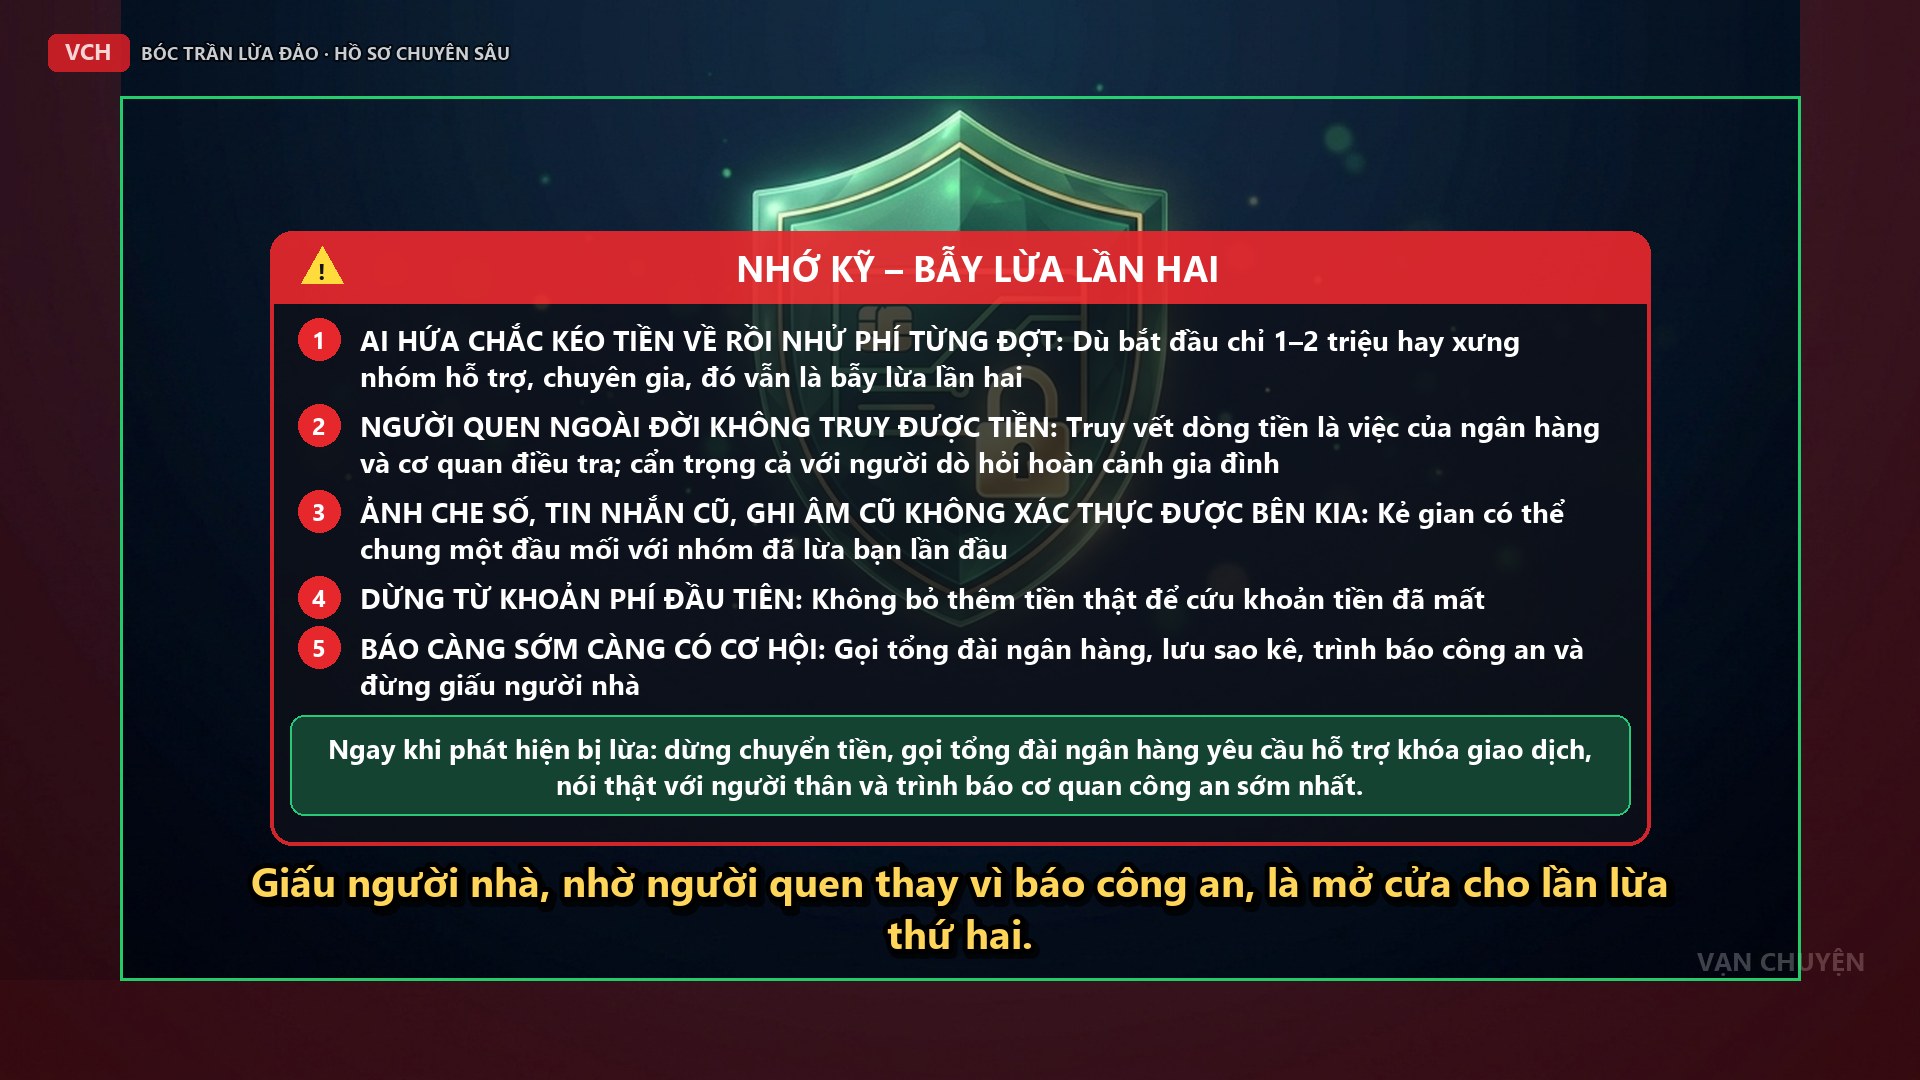 VCH BÓC TRẦN LỪA ĐẢO · HỒ SƠ CHUYÊN SÂU
NHỚ KỸ – BẪY LỪA LẦN HAI
1 AI HỨA CHẮC KÉO TIỀN VỀ RỒI NHỬ PHÍ TỪNG ĐỢT: Dù bắt đầu chỉ 1–2 triệu hay xưng
nhóm hỗ trợ, chuyên gia, đó vẫn là bẫy lừa lần hai
2 NGƯỜI QUEN NGOÀI ĐỜI KHÔNG TRUY ĐƯỢC TIỀN: Truy vết dòng tiền là việc của ngân hàng
và cơ quan điều tra; cẩn trọng cả với người dò hỏi hoàn cảnh gia đình
3 ẢNH CHE SỐ, TIN NHẮN CŨ, GHI ÂM CŨ KHÔNG XÁC THỰC ĐƯỢC BÊN KIA: Kẻ gian có thể
chung một đầu mối với nhóm đã lừa bạn lần đầu
4 DỪNG TỪ KHOẢN PHÍ ĐẦU TIÊN: Không bỏ thêm tiền thật để cứu khoản tiền đã mất
5 BÁO CÀNG SỚM CÀNG CÓ CƠ HỘI: Gọi tổng đài ngân hàng, lưu sao kê, trình báo công an và
đừng giấu người nhà
Ngay khi phát hiện bị lừa: dừng chuyển tiền, gọi tổng đài ngân hàng yêu cầu hỗ trợ khóa giao dịch,
nói thật với người thân và trình báo cơ quan công an sớm nhất.
Giấu người nhà, nhờ người quen thay vì báo công an, là mở cửa cho lần lừa
thứ hai.
VẠN CHUYỆN